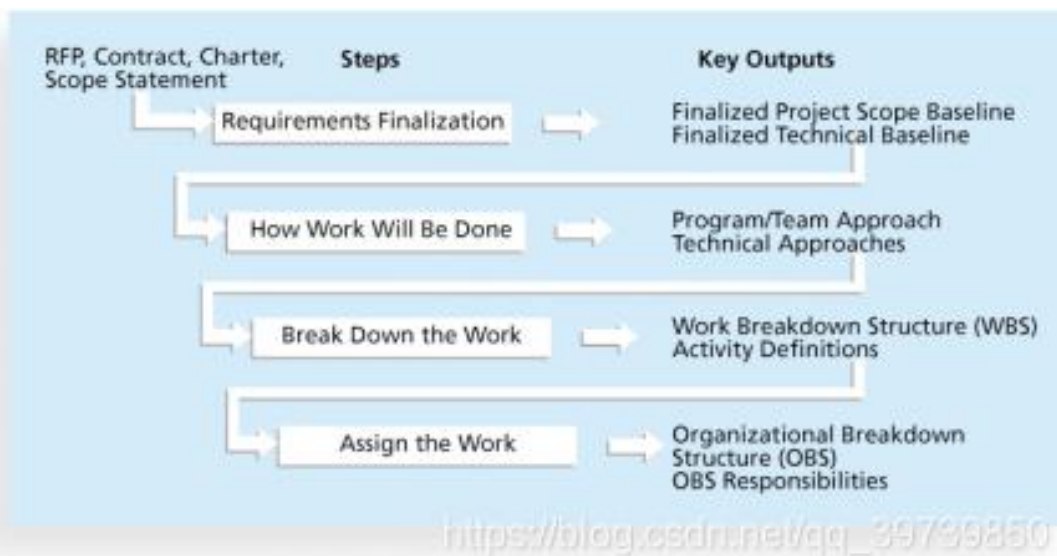 RFP, Contract, Charter,
Scope Statement
Steps
Key Outputs
Requirements Finalization
Finalized Project Scope Baseline
Finalized Technical Baseline
How Work Will Be Done
Program/Team Approach
Technical Approaches
Break Down the Work
Work Breakdown Structure (WBS)
Activity Definitions
Assign the Work
Organizational Breakdown
Structure (OBS)
OBS Responsibilities
https://blog.csdn.net/qq_39739850